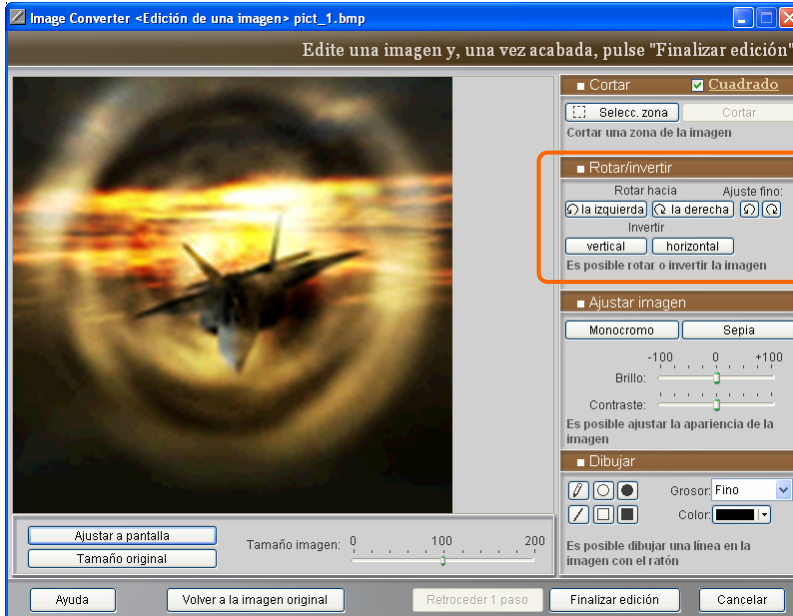 Image Converter <Edición de una imagen> pict_1.bmp
Edite una imagen y, una vez acabada, pulse "Finalizar edición"
Cortar Cuadrado
Selecc. zona Cortar
Cortar una zona de la imagen
Rotar/invertir
Rotar hacia Ajuste fino:
la izquierda la derecha
Invertir
vertical horizontal
Es posible rotar o invertir la imagen
Ajustar imagen
Monocromo Sepia
-100 0 +100
Brillo:
Contraste:
Es posible ajustar la apariencia de la
imagen
Dibujar
Grosor: Fino
Color:
Es posible dibujar una línea en la
imagen con el ratón
Ajustar a pantalla
Tamaño original
Tamaño imagen: 0 100 200
Ayuda Volver a la imagen original Retroceder 1 paso Finalizar edición Cancelar